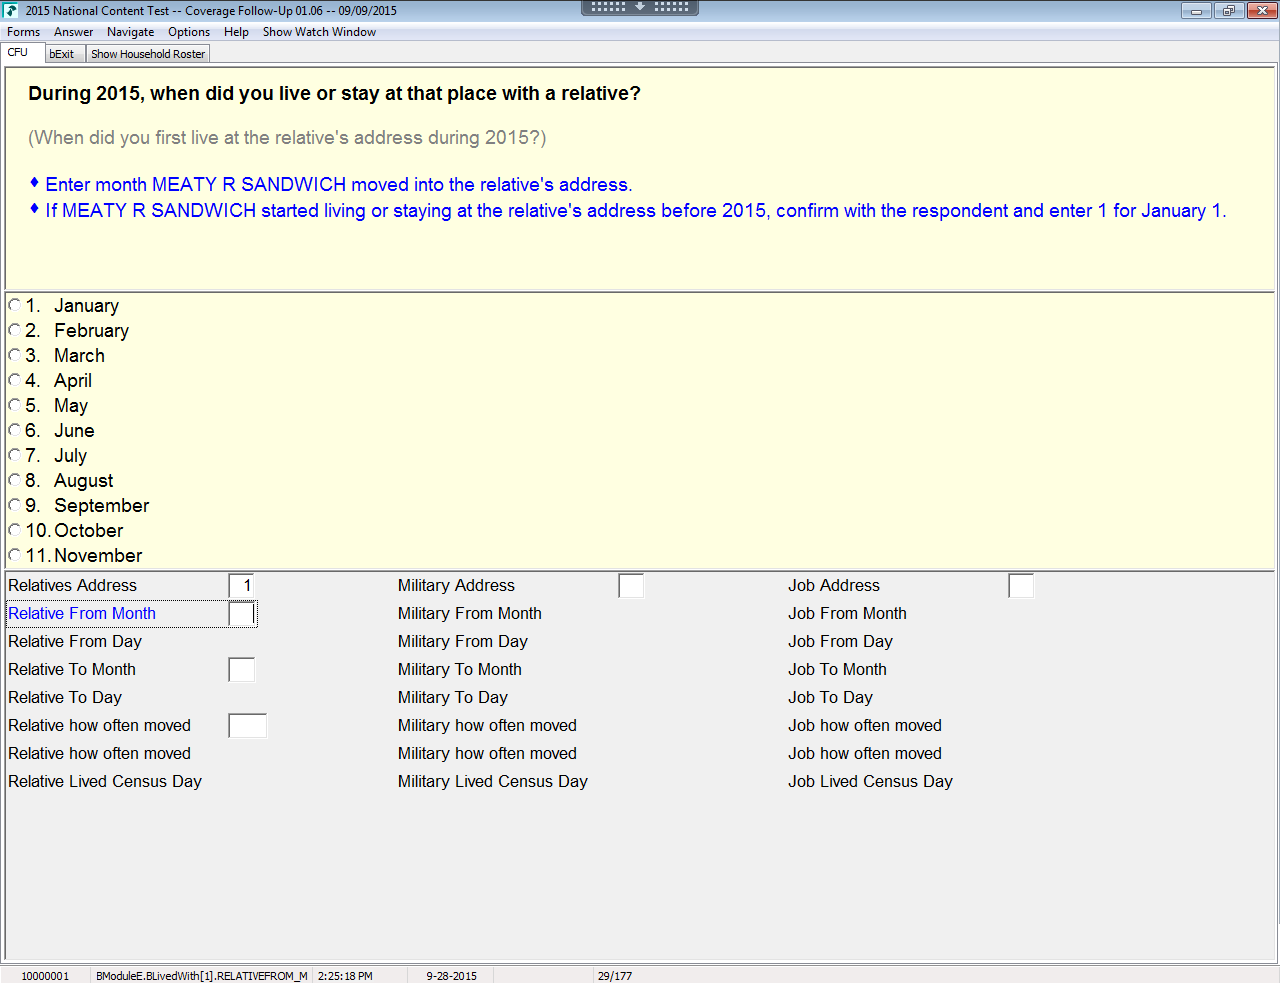 2015 National Content Test -- Coverage Follow-Up 01.06 -- 09/09/2015
Forms Answer Navigate Options Help Show Watch Window
CFU bExit Show Household Roster
During 2015, when did you live or stay at that place with a relative?
(When did you first live at the relative's address during 2015?)
♦ Enter month MEATY R SANDWICH moved into the relative's address.
♦ If MEATY R SANDWICH started living or staying at the relative's address before 2015, confirm with the respondent and enter 1 for January 1.
1. January
2. February
3. March
4. April
5. May
6. June
7. July
8. August
9. September
10. October
11. November
Relatives Address 1 Military Address Job Address
Relative From Month Military From Month Job From Month
Relative From Day Military From Day Job From Day
Relative To Month Military To Month Job To Month
Relative To Day Military To Day Job To Day
Relative how often moved Military how often moved Job how often moved
Relative how often moved Military how often moved Job how often moved
Relative Lived Census Day Military Lived Census Day Job Lived Census Day
10000001 BModuleE.BLivedWith[1].RELATIVEFROM_M 2:25:18 PM 9-28-2015 29/177